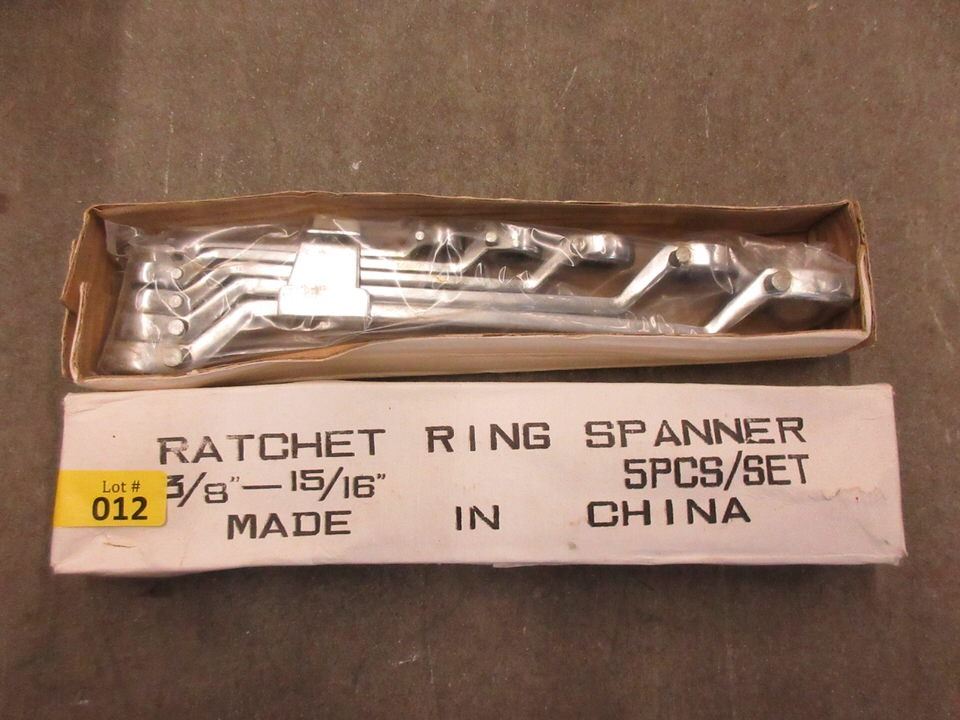 RATCHET RING SPANNER
3/8"—15/16" 5PCS/SET
MADE IN CHINA
Lot #
012